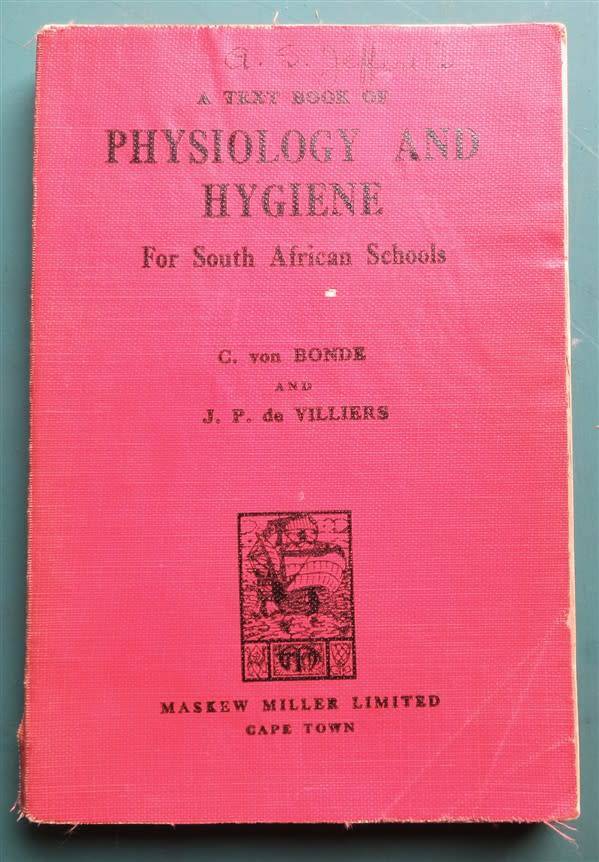 A. S.
A TEXT BOOK OF
PHYSIOLOGY AND
HYGIENE
For South African Schools
C. von BONDE
AND
J. P. de VILLIERS
MASKEW MILLER LIMITED
CAPE TOWN